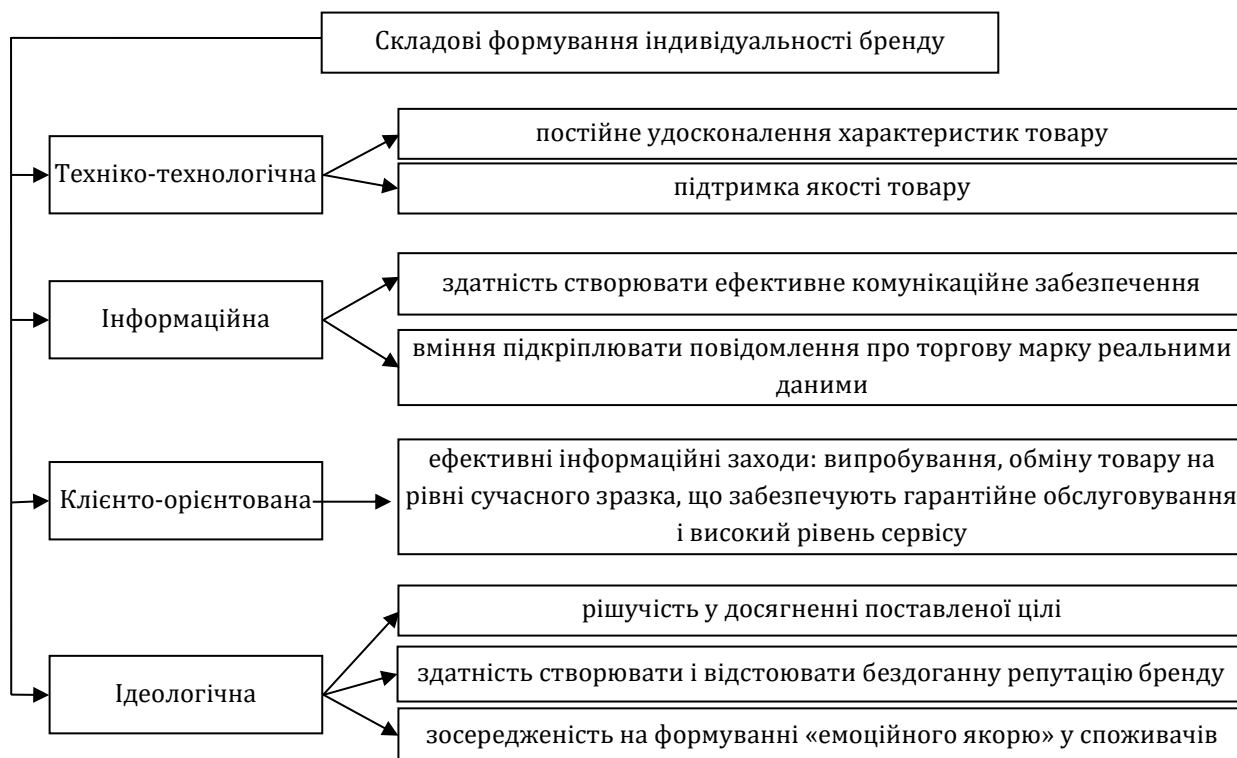 Складові формування індивідуальності бренду
Техніко-технологічна
постійне удосконалення характеристик товару
підтримка якості товару
Інформаційна
здатність створювати ефективне комунікаційне забезпечення
вміння підкріплювати повідомлення про торгову марку реальними
даними
Клієнто-орієнтована
ефективні інформаційні заходи: випробування, обміну товару на
рівні сучасного зразка, що забезпечують гарантійне обслуговування
і високий рівень сервісу
Ідеологічна
рішучість у досягненні поставленої цілі
здатність створювати і відстоювати бездоганну репутацію бренду
зосередженість на формуванні «емоційного якорю» у споживачів